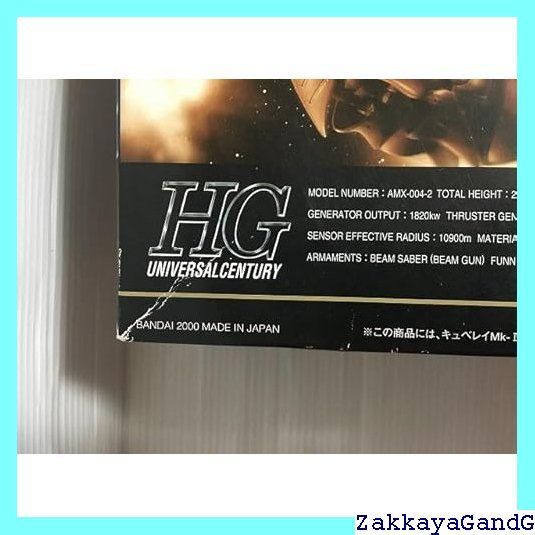 HG
UNIVERSAL CENTURY
MODEL NUMBER : AMX-004-2 TOTAL HEIGHT : 2
GENERATOR OUTPUT : 1820kw THRUSTER GEN
SENSOR EFFECTIVE RADIUS : 10900m MATERIA
ARMAMENTS : BEAM SABER (BEAM GUN) FUNN
BANDAI 2000 MADE IN JAPAN
※この商品には、キュベレイMk-Ⅱ
ZakkayaGandG